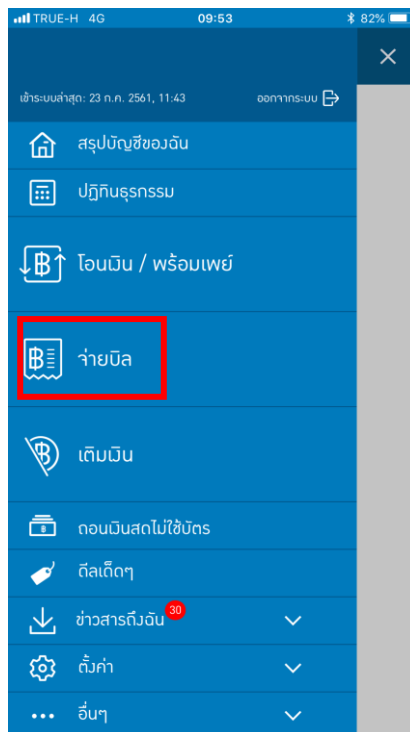 TRUE-H 4G 09:53 82%
เข้าระบบล่าสุด: 23 ก.ค. 2561, 11:43 ออกจากระบบ
สรุปบัญชีของฉัน
ปฏิทินธุรกรรม
โอนเงิน / พร้อมเพย์
จ่ายบิล
เติมเงิน
ถอนเงินสดไม่ใช้บัตร
ดีลเด็ดๆ
ข่าวสารถึงฉัน 30
ตั้งค่า
อื่นๆ